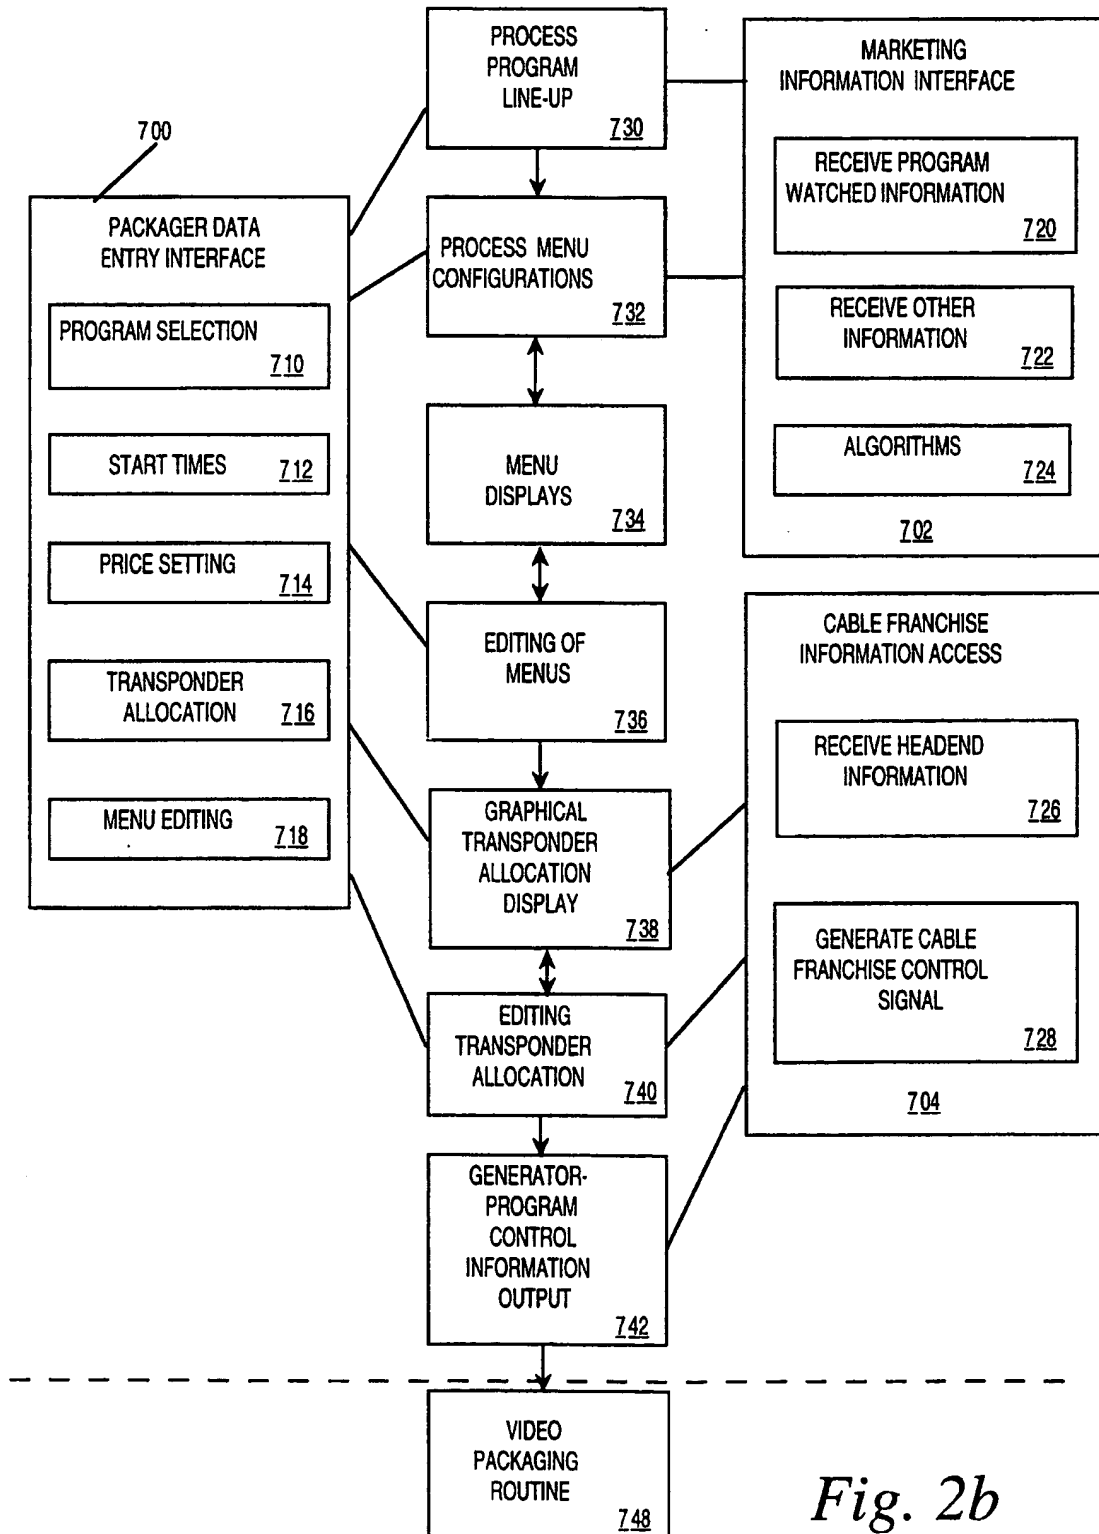 700
PACKAGER DATA
ENTRY INTERFACE
PROGRAM SELECTION
710
START TIMES
712
PRICE SETTING
714
TRANSPONDER
ALLOCATION
716
MENU EDITING
718
PROCESS
PROGRAM
LINE-UP
730
PROCESS MENU
CONFIGURATIONS
732
MENU
DISPLAYS
734
EDITING OF
MENUS
736
GRAPHICAL
TRANSPONDER
ALLOCATION
DISPLAY
738
EDITING
TRANSPONDER
ALLOCATION
740
GENERATOR-
PROGRAM
CONTROL
INFORMATION
OUTPUT
742
VIDEO
PACKAGING
ROUTINE
748
MARKETING
INFORMATION INTERFACE
RECEIVE PROGRAM
WATCHED INFORMATION
720
RECEIVE OTHER
INFORMATION
722
ALGORITHMS
724
702
CABLE FRANCHISE
INFORMATION ACCESS
RECEIVE HEADEND
INFORMATION
726
GENERATE CABLE
FRANCHISE CONTROL
SIGNAL
728
704
Fig. 2b